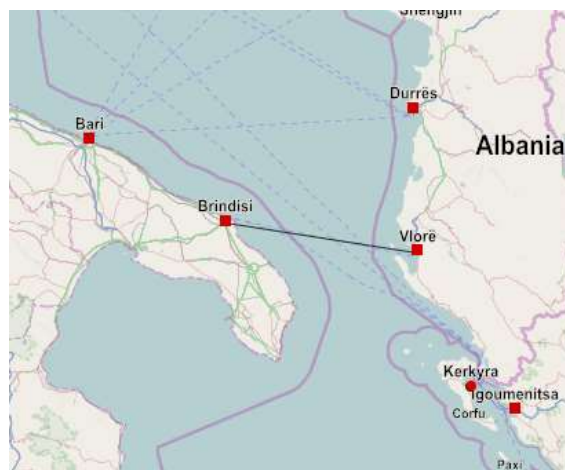 Shengjin
Durrës
Bari
Albania
Brindisi
Vlorë
Kerkyra
Igoumenitsa
Corfu
Paxi